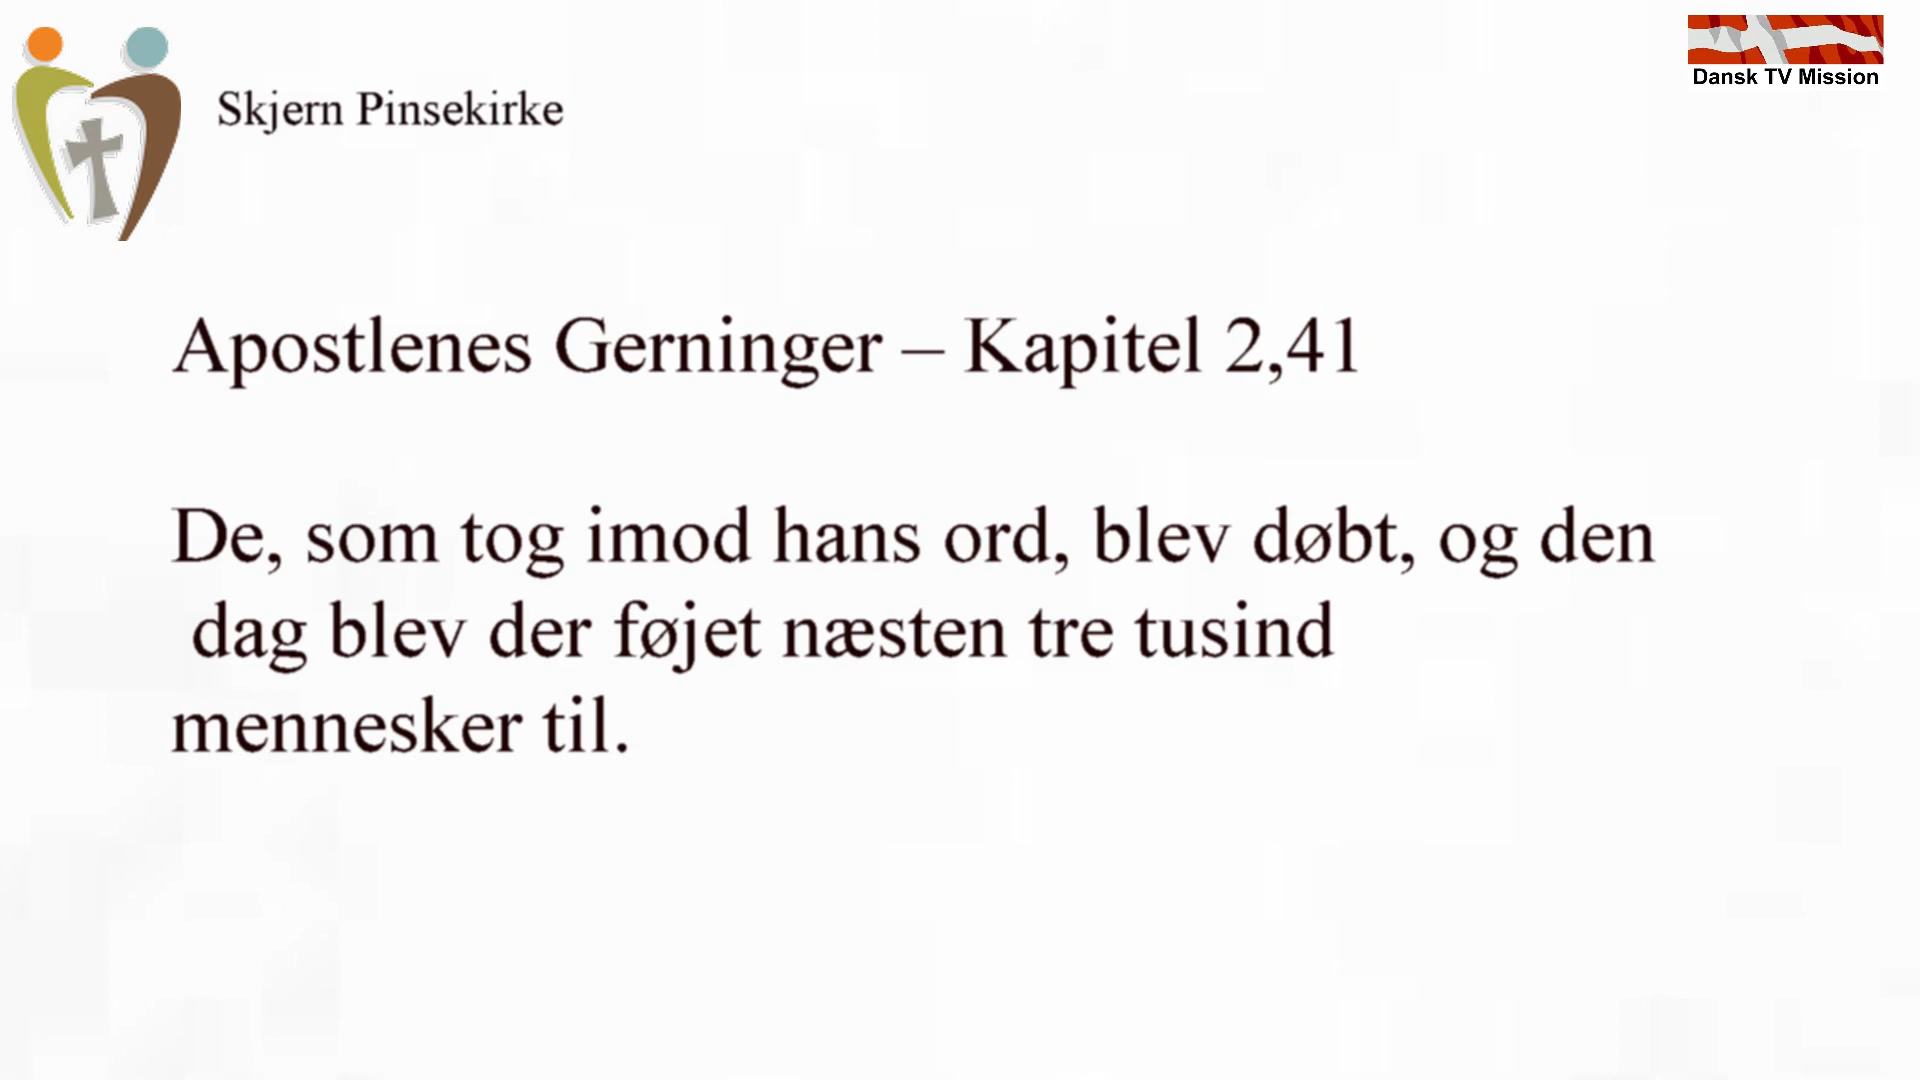 Skjern Pinsekirke
Dansk TV Mission
Apostlenes Gerninger – Kapitel 2,41
De, som tog imod hans ord, blev døbt, og den
dag blev der føjet næsten tre tusind
mennesker til.